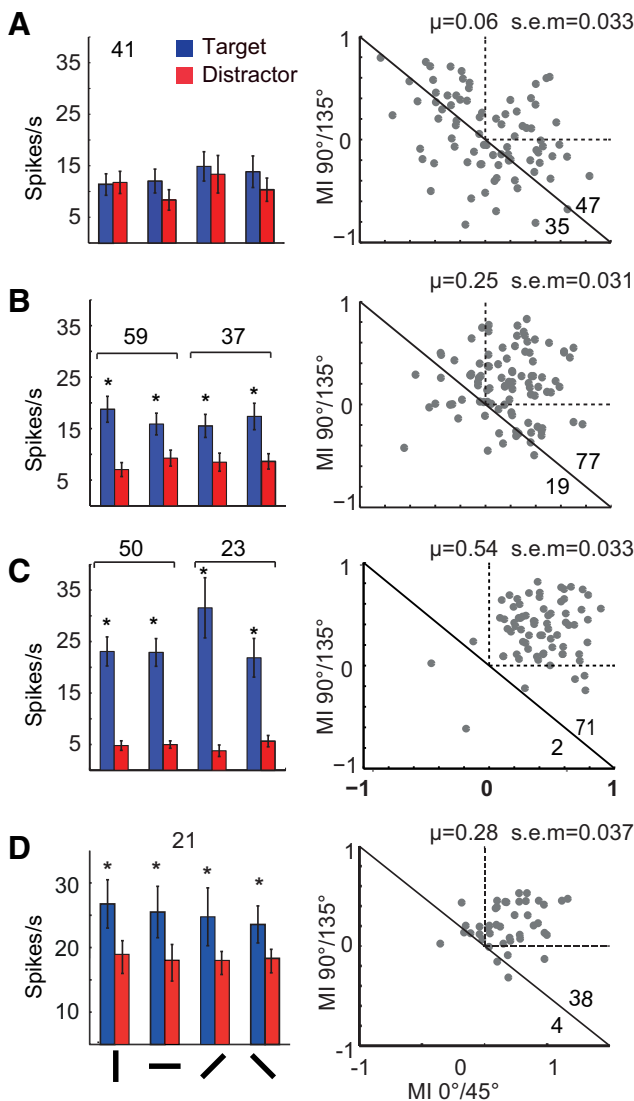 A
41
Target
Distractor
35
25
15
5
Spikes/s
μ=0.06 s.e.m=0.033
1
0
−1
MI 90°/135°
47
35
B
59
37
35
25
15
5
Spikes/s
* * * *
μ=0.25 s.e.m=0.031
1
0
−1
MI 90°/135°
77
19
C
50
23
35
25
15
5
Spikes/s
* * * *
μ=0.54 s.e.m=0.033
1
0
−1
MI 90°/135°
71
2
−1 0 1
D
21
30
20
10
Spikes/s
* * * *
μ=0.28 s.e.m=0.037
1
0
-1
MI 90°/135°
38
4
-1 0 1
MI 0°/45°